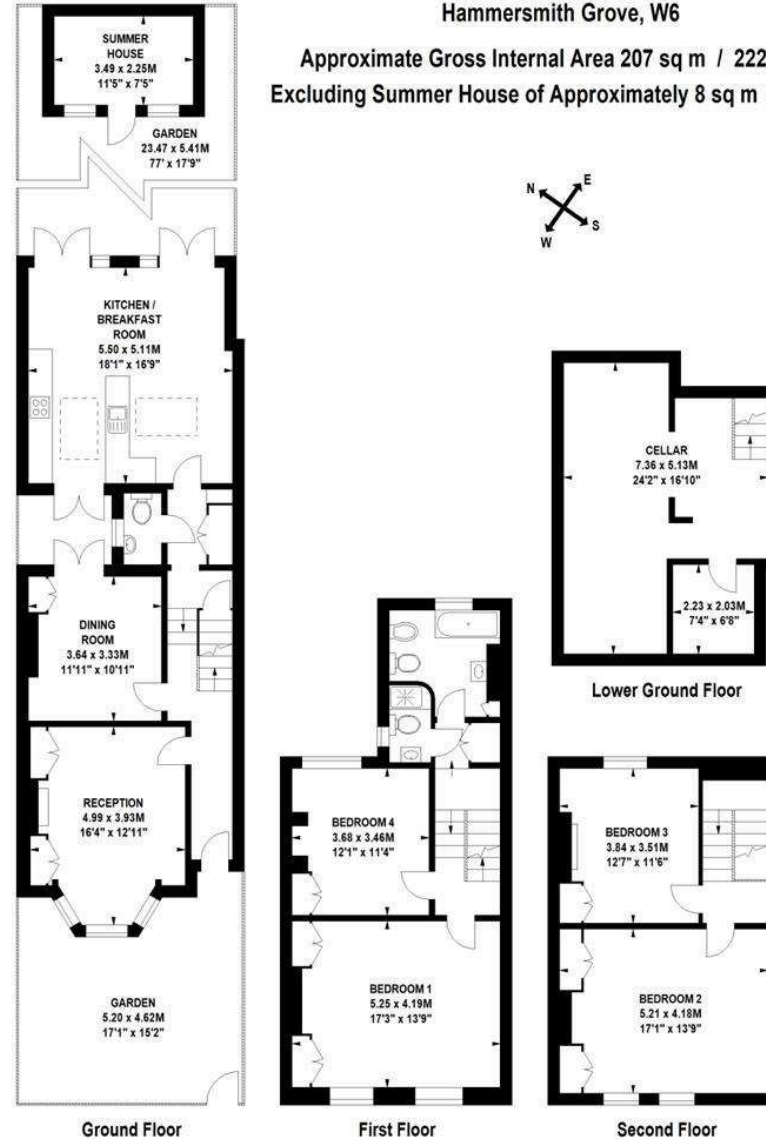 Hammersmith Grove, W6
Approximate Gross Internal Area 207 sq m / 222
Excluding Summer House of Approximately 8 sq m
N
E
S
W
SUMMER
HOUSE
3.49 x 2.25M
11'5" x 7'5"
GARDEN
23.47 x 5.41M
77' x 17'9"
KITCHEN /
BREAKFAST
ROOM
5.50 x 5.11M
18'1" x 16'9"
DINING
ROOM
3.64 x 3.33M
11'11" x 10'11"
RECEPTION
4.99 x 3.93M
16'4" x 12'11"
GARDEN
5.20 x 4.62M
17'1" x 15'2"
Ground Floor
BEDROOM 4
3.68 x 3.46M
12'1" x 11'4"
BEDROOM 1
5.25 x 4.19M
17'3" x 13'9"
First Floor
CELLAR
7.36 x 5.13M
24'2" x 16'10"
2.23 x 2.03M
7'4" x 6'8"
Lower Ground Floor
BEDROOM 3
3.84 x 3.51M
12'7" x 11'6"
BEDROOM 2
5.21 x 4.18M
17'1" x 13'9"
Second Floor